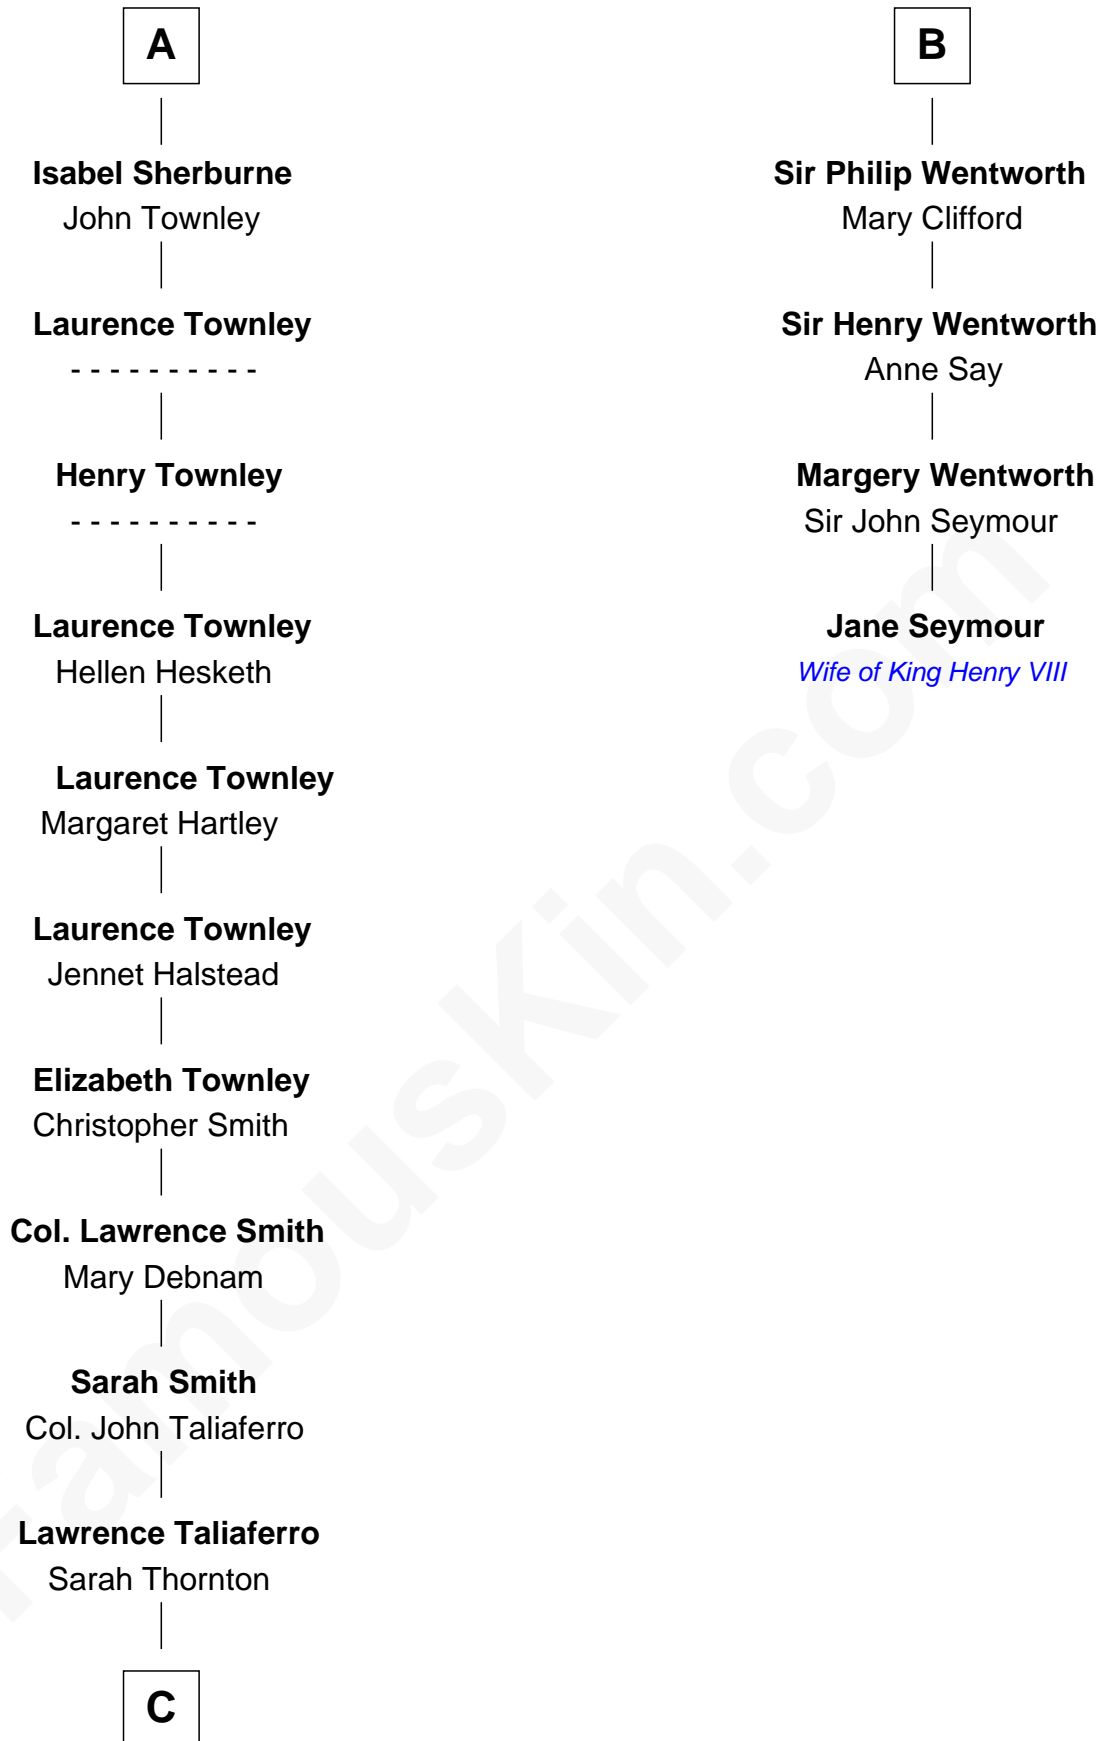 A
Isabel Sherburne
John Townley
Laurence Townley
- - - - - - - - - -
Henry Townley
- - - - - - - - - -
Laurence Townley
Hellen Hesketh
Laurence Townley
Margaret Hartley
Laurence Townley
Jennet Halstead
Elizabeth Townley
Christopher Smith
Col. Lawrence Smith
Mary Debnam
Sarah Smith
Col. John Taliaferro
Lawrence Taliaferro
Sarah Thornton
C
B
Sir Philip Wentworth
Mary Clifford
Sir Henry Wentworth
Anne Say
Margery Wentworth
Sir John Seymour
Jane Seymour
Wife of King Henry VIII
FamousKin.com